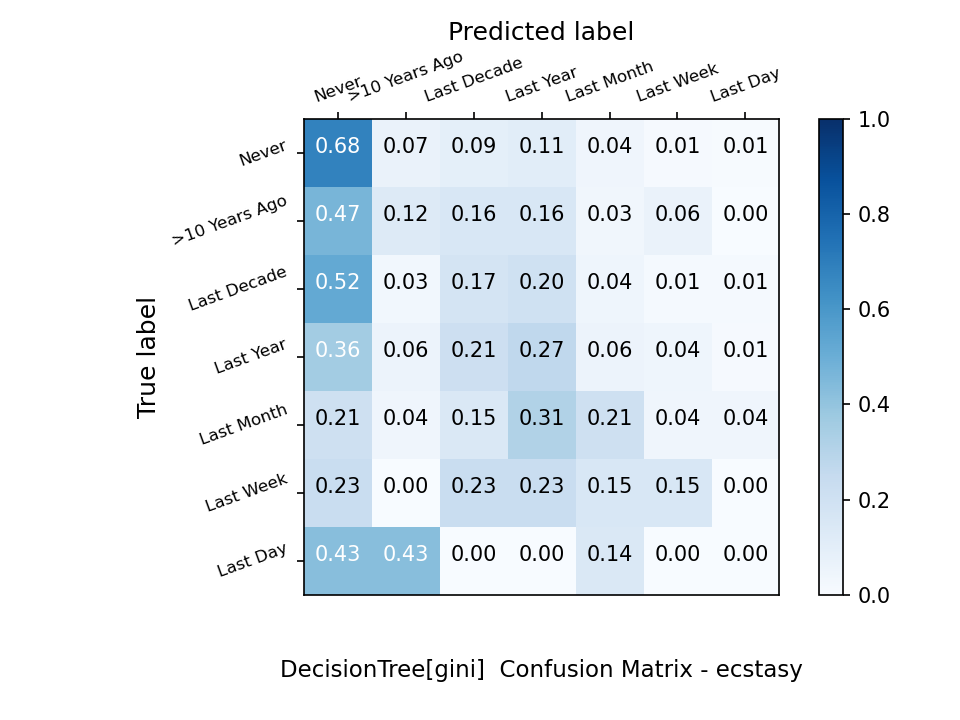 Predicted label
Never >10 Years Ago Last Decade Last Year Last Month Last Week Last Day
True label
Never 0.68 0.07 0.09 0.11 0.04 0.01 0.01
>10 Years Ago 0.47 0.12 0.16 0.16 0.03 0.06 0.00
Last Decade 0.52 0.03 0.17 0.20 0.04 0.01 0.01
Last Year 0.36 0.06 0.21 0.27 0.06 0.04 0.01
Last Month 0.21 0.04 0.15 0.31 0.21 0.04 0.04
Last Week 0.23 0.00 0.23 0.23 0.15 0.15 0.00
Last Day 0.43 0.43 0.00 0.00 0.14 0.00 0.00
1.0
0.8
0.6
0.4
0.2
0.0
DecisionTree[gini]  Confusion Matrix - ecstasy